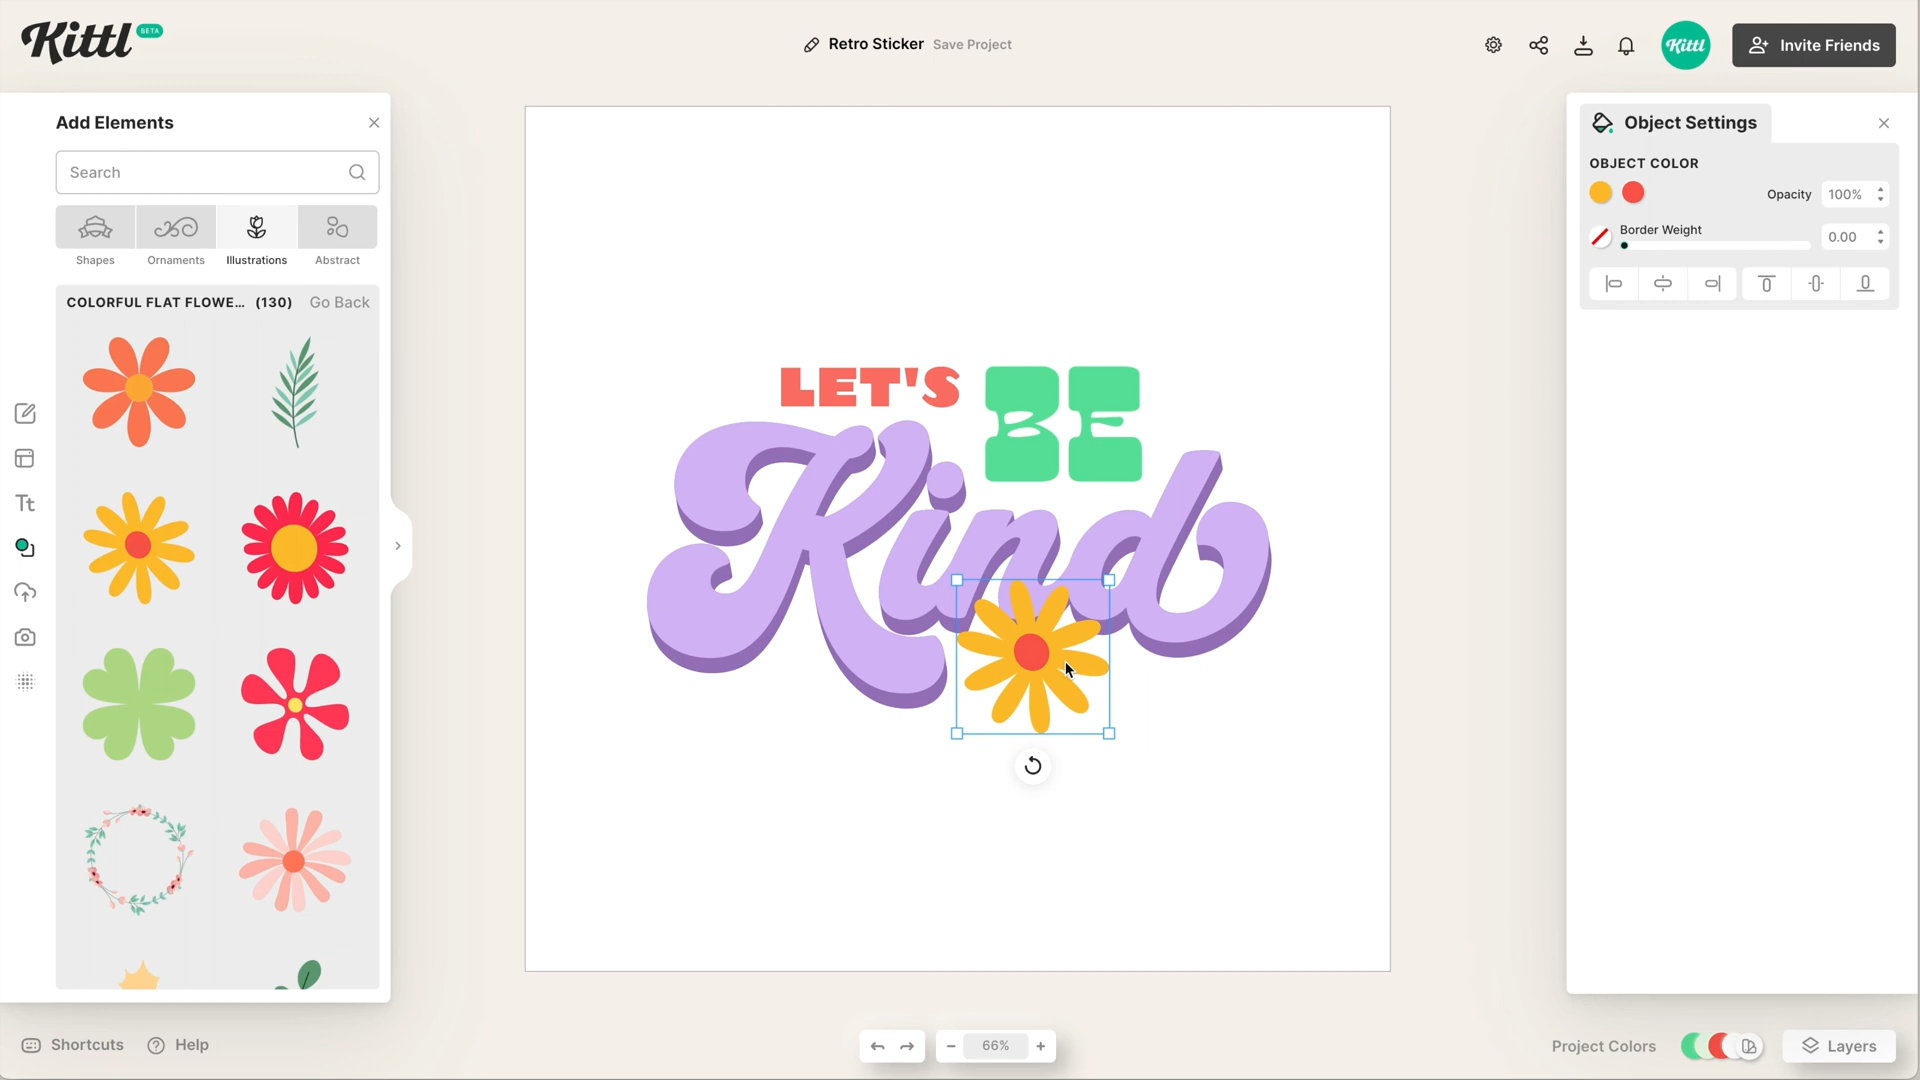 Kittl BETA
Retro Sticker Save Project
Kittl
Invite Friends
Add Elements
Search
Shapes Ornaments Illustrations Abstract
COLORFUL FLAT FLOWE... (130) Go Back
Tt
LET'S BE
Kind
Object Settings
OBJECT COLOR
Opacity 100%
Border Weight 0.00
Shortcuts Help
66%
Project Colors
Layers